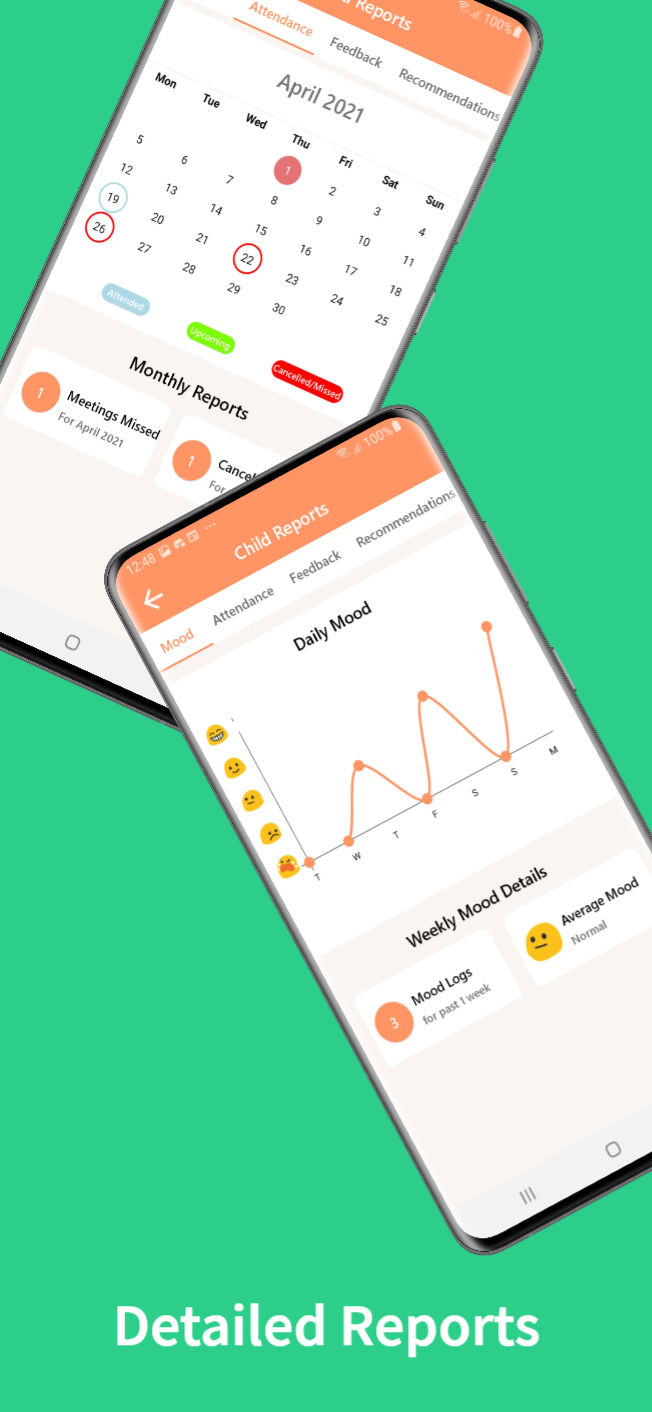 Reports
100%
Attendance
Feedback
Recommendations
April 2021
Mon Tue Wed Thu Fri Sat Sun
1 2 3 4
5 6 7 8 9 10 11
12 13 14 15 16 17 18
19 20 21 22 23 24 25
26 27 28 29 30
Attended
Upcoming
Cancelled/Missed
Monthly Reports
1
Meetings Missed
For April 2021
1
Cancel
For
12:48
100%
Child Reports
Mood
Attendance
Feedback
Recommendations
Daily Mood
T W T F S S M
Weekly Mood Details
3
Mood Logs
for past 1 week
Average Mood
Normal
Detailed Reports